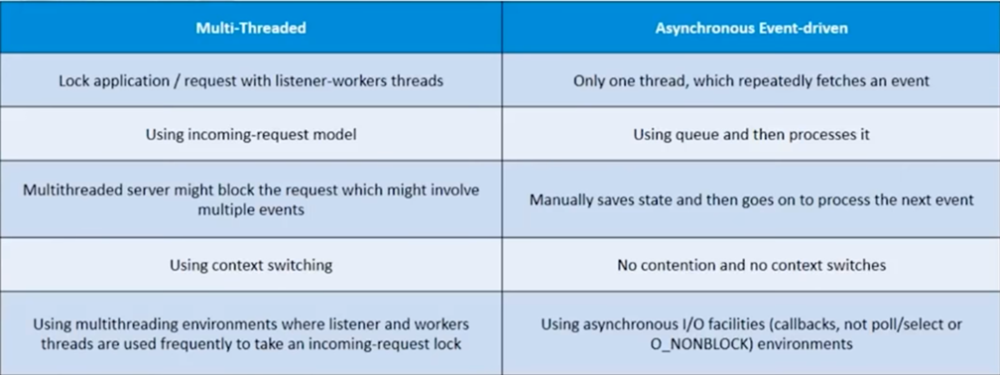 Multi-Threaded
Asynchronous Event-driven
Lock application / request with listener-workers threads
Only one thread, which repeatedly fetches an event
Using incoming-request model
Using queue and then processes it
Multithreaded server might block the request which might involve
multiple events
Manually saves state and then goes on to process the next event
Using context switching
No contention and no context switches
Using multithreading environments where listener and workers
threads are used frequently to take an incoming-request lock
Using asynchronous I/O facilities (callbacks, not poll/select or
O_NONBLOCK) environments